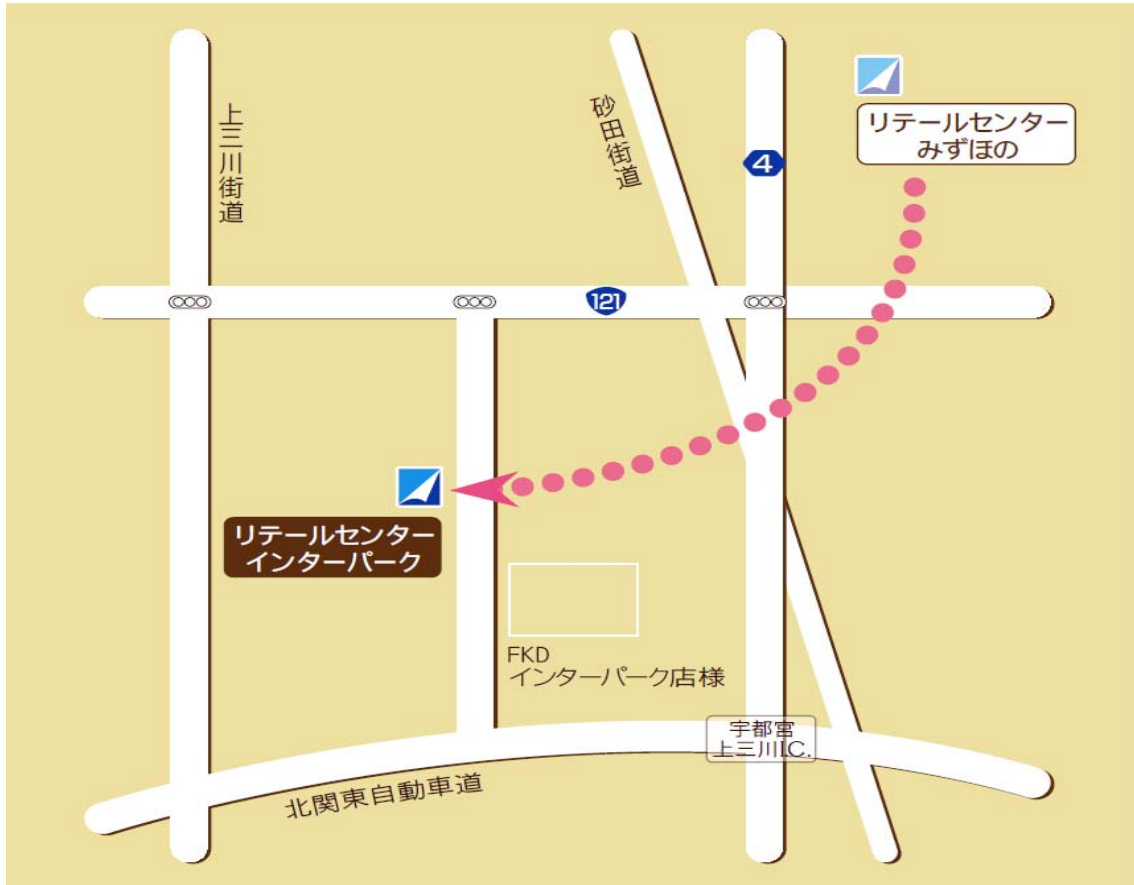 上三川街道
砂田街道
4
リテールセンター
みずほの
121
リテールセンター
インターパーク
FKD
インターパーク店様
宇都宮
上三川I.C.
北関東自動車道